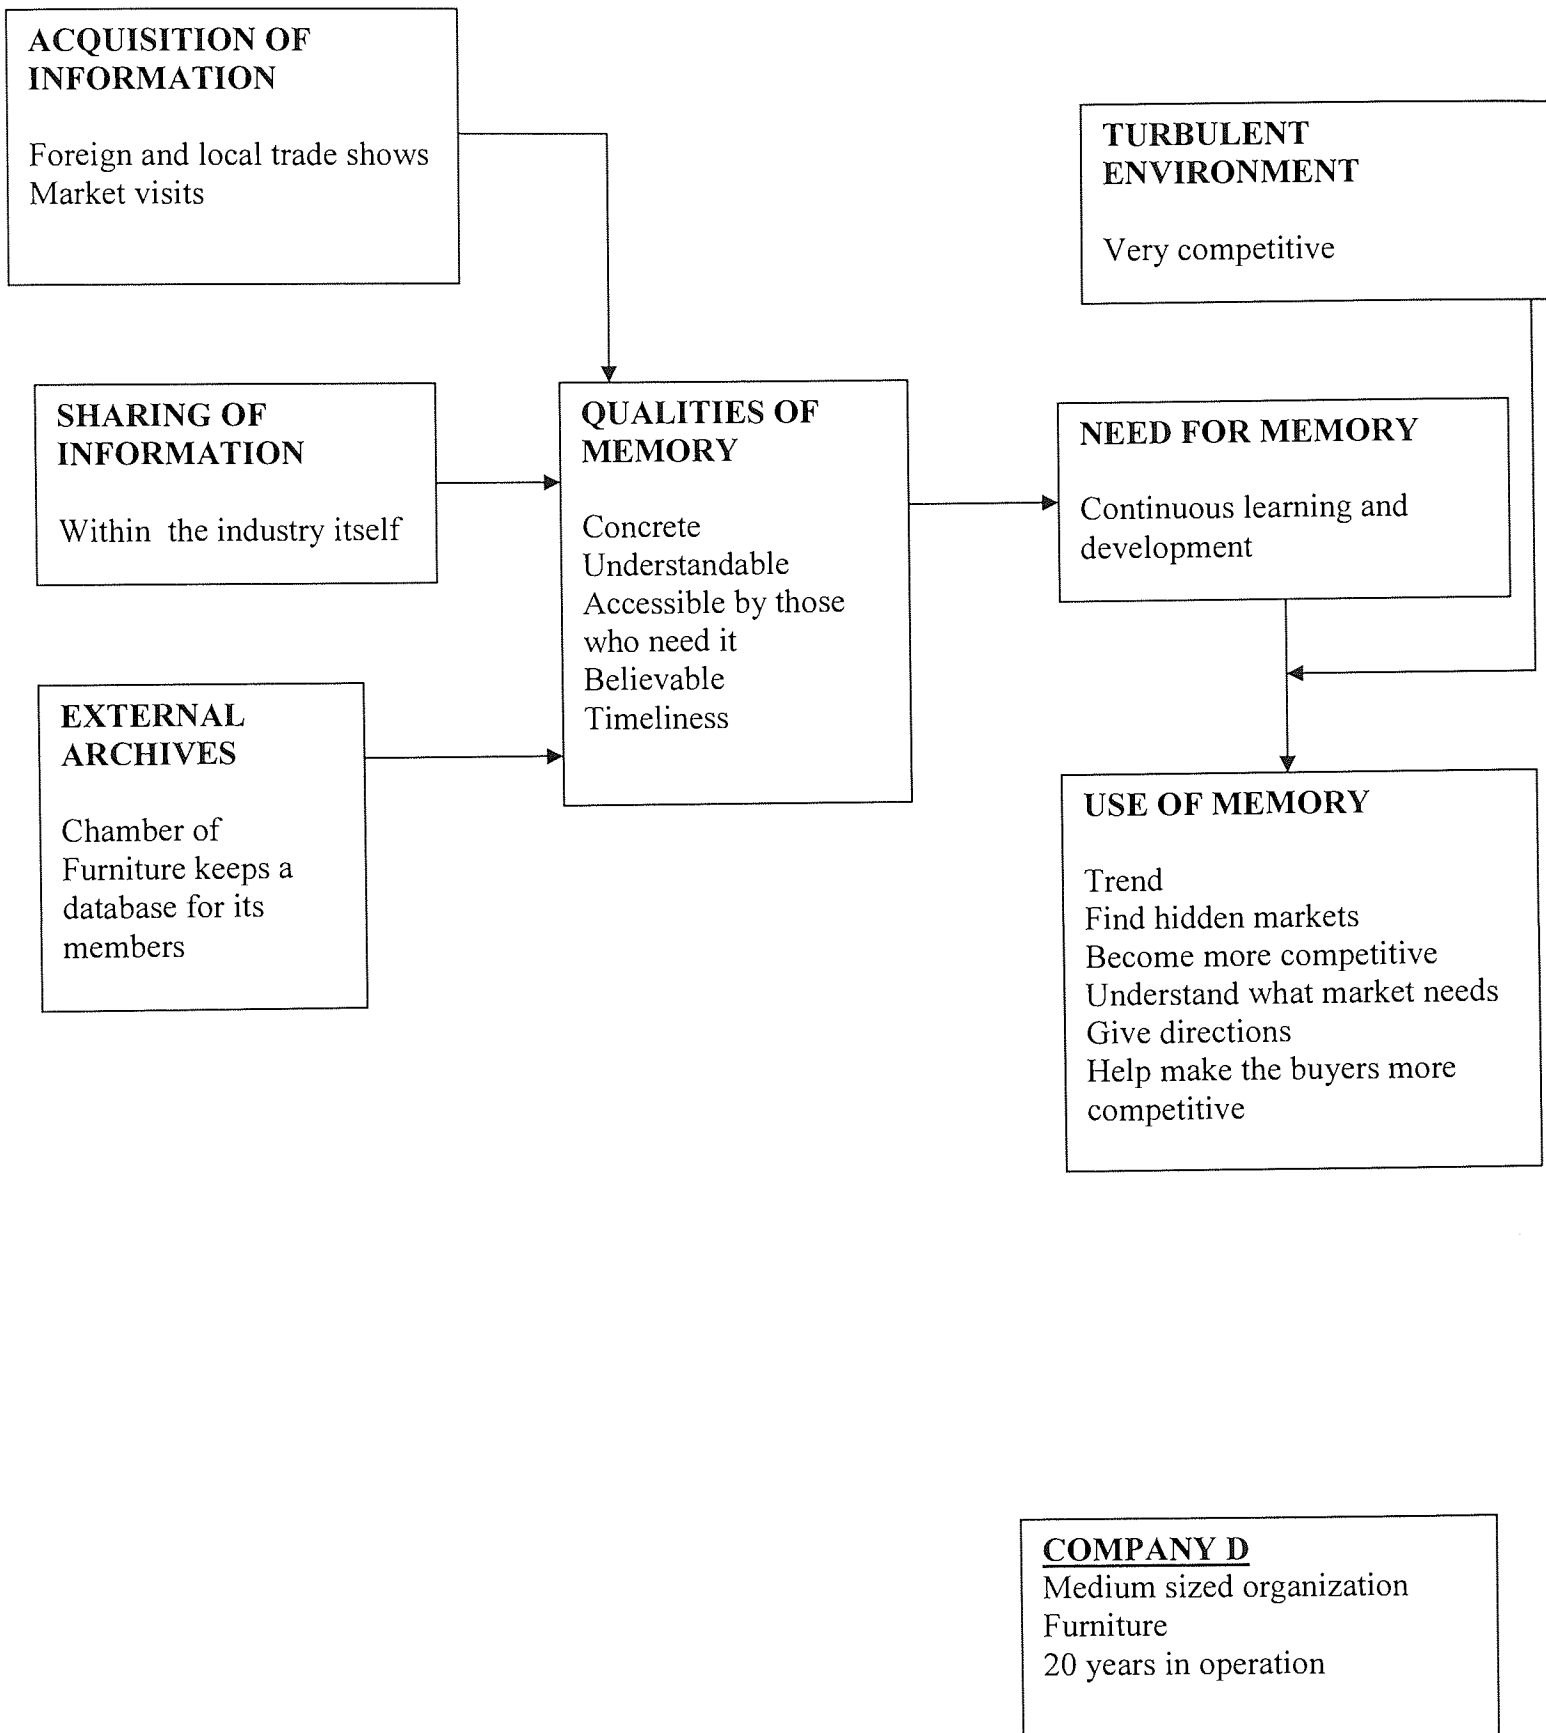 ACQUISITION OF
INFORMATION
Foreign and local trade shows
Market visits
TURBULENT
ENVIRONMENT
Very competitive
SHARING OF
INFORMATION
Within the industry itself
QUALITIES OF
MEMORY
Concrete
Understandable
Accessible by those
who need it
Believable
Timeliness
NEED FOR MEMORY
Continuous learning and
development
EXTERNAL
ARCHIVES
Chamber of
Furniture keeps a
database for its
members
USE OF MEMORY
Trend
Find hidden markets
Become more competitive
Understand what market needs
Give directions
Help make the buyers more
competitive
COMPANY D
Medium sized organization
Furniture
20 years in operation